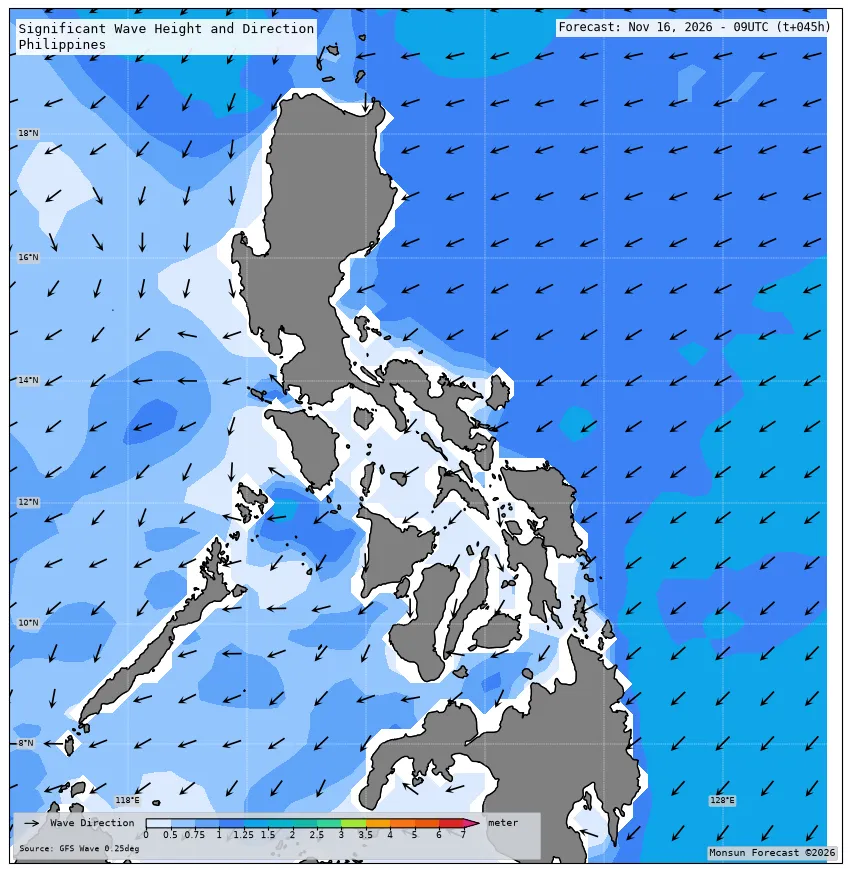 Significant Wave Height and Direction
Philippines
Forecast: Nov 16, 2026 - 09UTC (t+045h)
18°N
16°N
14°N
12°N
10°N
8°N
118°E
128°E
Wave Direction
0 0.5 0.75 1 1.25 1.5 2 2.5 3 3.5 4 5 6 7
meter
Source: GFS Wave 0.25deg
Monsun Forecast ©2026